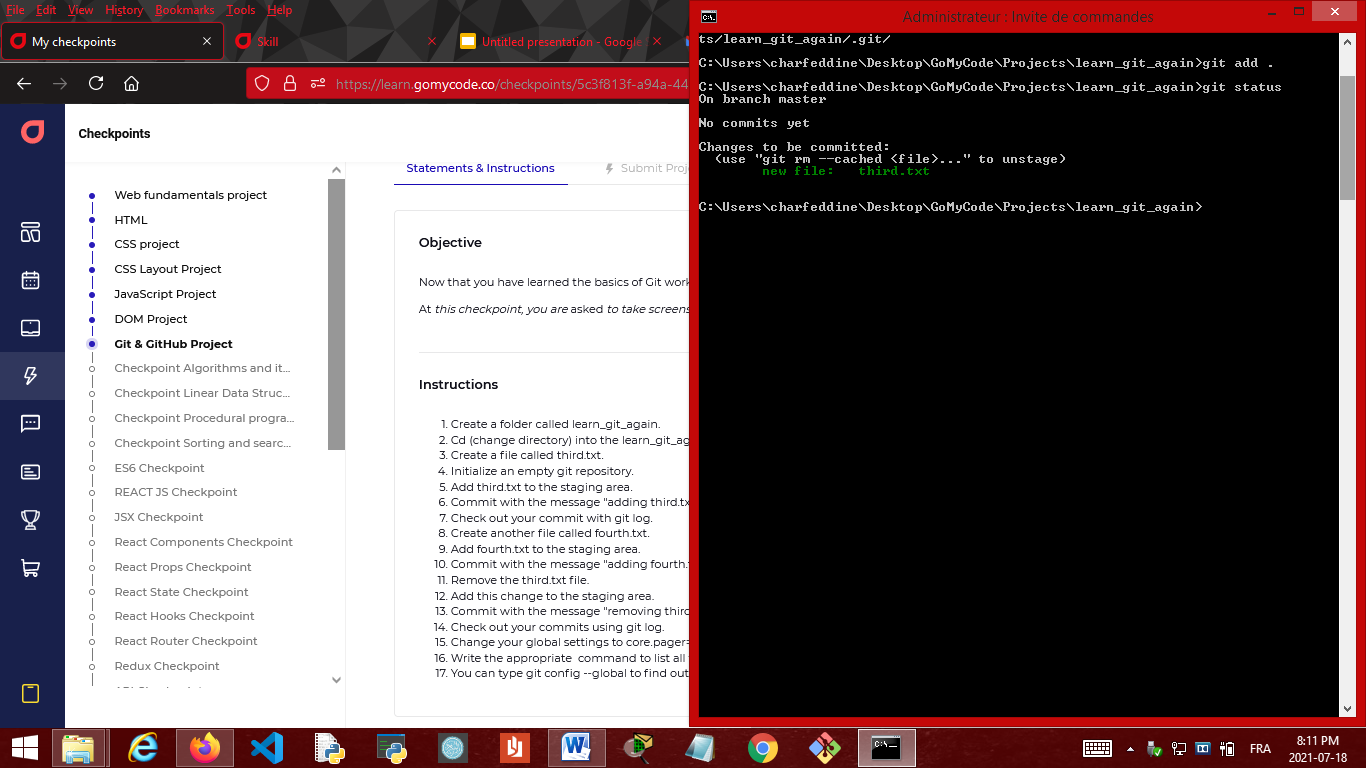 File Edit View History Bookmarks Tools Help
My checkpoints
Skill
Untitled presentation - Google
https://learn.gomycode.co/checkpoints/5c3f813f-a94a-44
Checkpoints
Web fundamentals project
HTML
CSS project
CSS Layout Project
JavaScript Project
DOM Project
Git & GitHub Project
Checkpoint Algorithms and it...
Checkpoint Linear Data Struc...
Checkpoint Procedural progra...
Checkpoint Sorting and searc...
ES6 Checkpoint
REACT JS Checkpoint
JSX Checkpoint
React Components Checkpoint
React Props Checkpoint
React State Checkpoint
React Hooks Checkpoint
React Router Checkpoint
Redux Checkpoint
Statements & Instructions
Submit Proj
Objective
Now that you have learned the basics of Git work
At this checkpoint, you are asked to take screens
Instructions
1. Create a folder called learn_git_again.
2. Cd (change directory) into the learn_git_ag
3. Create a file called third.txt.
4. Initialize an empty git repository.
5. Add third.txt to the staging area.
6. Commit with the message "adding third.tx
7. Check out your commit with git log.
8. Create another file called fourth.txt.
9. Add fourth.txt to the staging area.
10. Commit with the message "adding fourth.t
11. Remove the third.txt file.
12. Add this change to the staging area.
13. Commit with the message "removing third
14. Check out your commits using git log.
15. Change your global settings to core.pager=
16. Write the appropriate  command to list all
17. You can type git config --global to find out
Administrateur : Invite de commandes
ts/learn_git_again/.git/
C:\Users\charfeddine\Desktop\GoMyCode\Projects\learn_git_again>git add .
C:\Users\charfeddine\Desktop\GoMyCode\Projects\learn_git_again>git status
On branch master
No commits yet
Changes to be committed:
(use "git rm --cached <file>..." to unstage)
new file:   third.txt
C:\Users\charfeddine\Desktop\GoMyCode\Projects\learn_git_again>
FRA
8:11 PM
2021-07-18